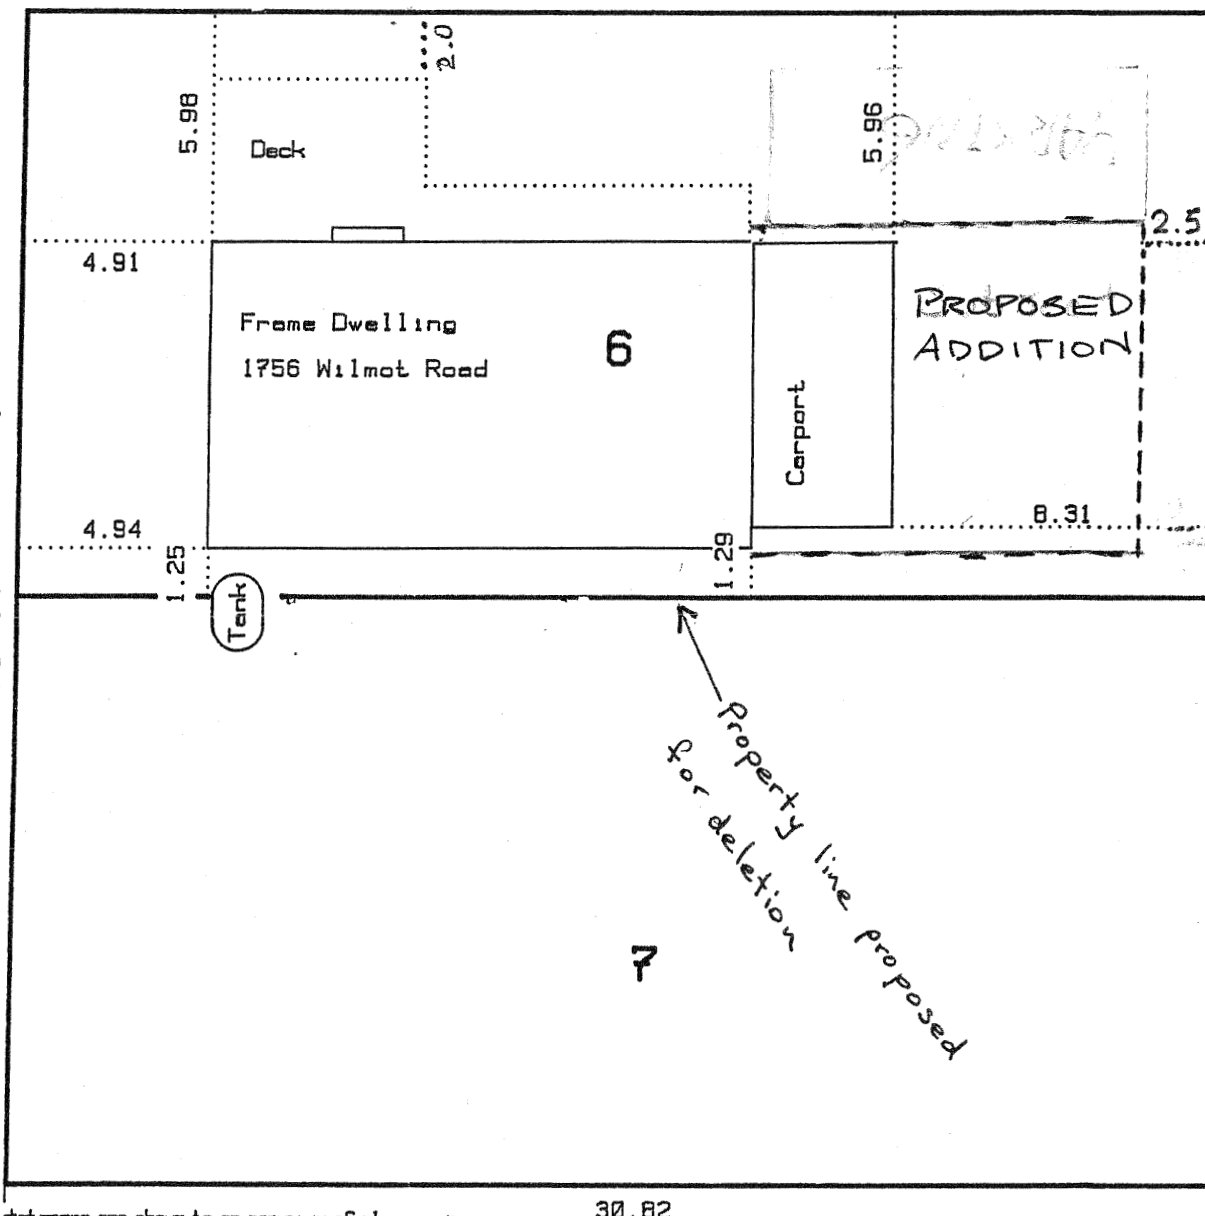 2.0
5.98
Deck
5.96
PARKING
2.5
4.91
PROPOSED
ADDITION
Frame Dwelling
1756 Wilmot Road
6
Carport
8.31
4.94
1.25
1.29
Tank
Property line proposed
for deletion
7
30.82